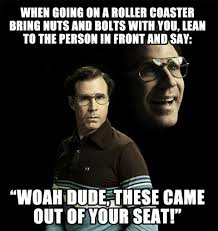 WHEN GOING ON A ROLLER COASTER
BRING NUTS AND BOLTS WITH YOU, LEAN
TO THE PERSON IN FRONT AND SAY:
“WOAH DUDE, THESE CAME
OUT OF YOUR SEAT!”